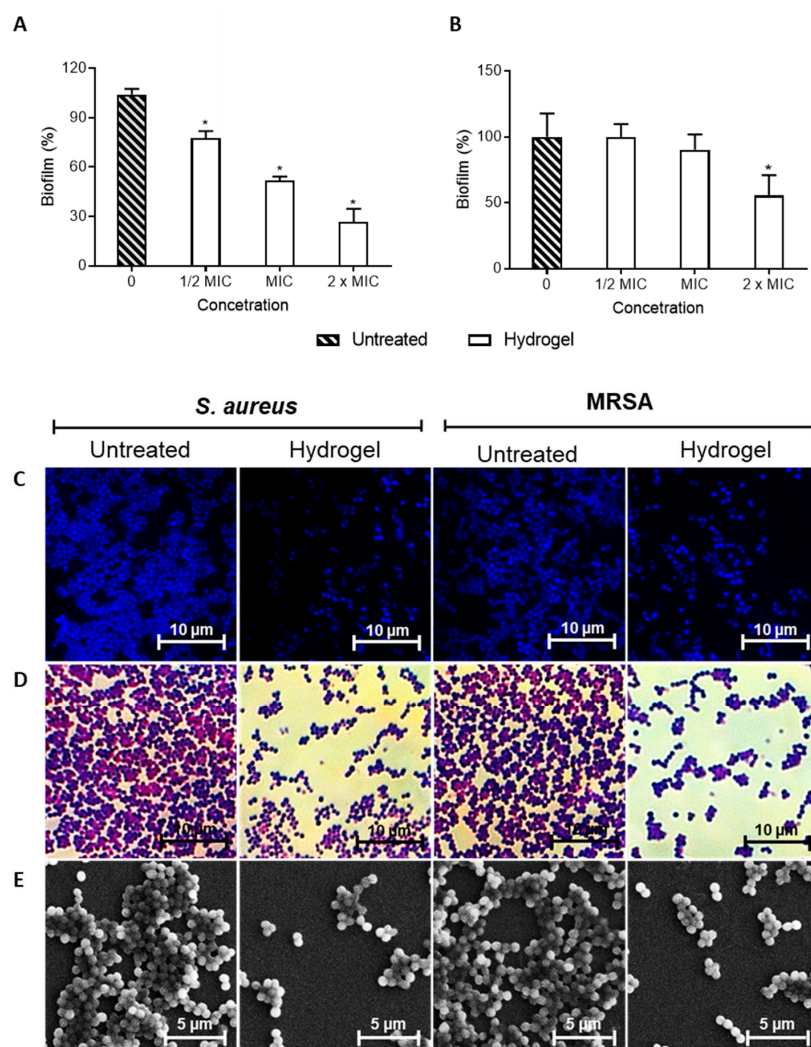 A
B
120
90
60
30
0
Biofilm (%)
*
*
*
0
1/2 MIC
MIC
2 x MIC
Concetration
150
100
50
0
Biofilm (%)
*
0
1/2 MIC
MIC
2 x MIC
Concetration
Untreated
Hydrogel
S. aureus
MRSA
Untreated
Hydrogel
Untreated
Hydrogel
C
10 µm
10 µm
10 µm
10 µm
D
10 µm
10 µm
10 µm
10 µm
E
5 µm
5 µm
5 µm
5 µm